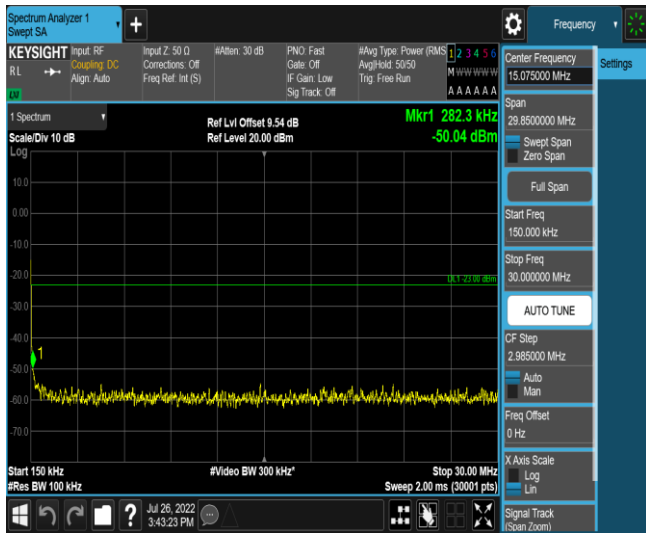 Spectrum Analyzer 1
Swept SA
Frequency
KEYSIGHT
RL
Input: RF
Coupling: DC
Align: Auto
Input Z: 50 Ω
Corrections: Off
Freq Ref: Int (S)
#Atten: 30 dB
PNO: Fast
Gate: Off
IF Gain: Low
Sig Track: Off
#Avg Type: Power (RMS)
Avg|Hold: 50/50
Trig: Free Run
1 2 3 4 5 6
M W W W W W
A A A A A A
1 Spectrum
Scale/Div 10 dB
Log
Ref Lvl Offset 9.54 dB
Ref Level 20.00 dBm
Mkr1 282.3 kHz
-50.04 dBm
10.0
0.00
-10.0
-20.0
DL1 -23.00 dBm
-30.0
-40.0
1
-50.0
-60.0
-70.0
Start 150 kHz
#Res BW 100 kHz
#Video BW 300 kHz*
Stop 30.00 MHz
Sweep 2.00 ms (30001 pts)
?
Jul 26, 2022
3:43:23 PM
Center Frequency
15.075000 MHz
Settings
Span
29.8500000 MHz
Swept Span
Zero Span
Full Span
Start Freq
150.000 kHz
Stop Freq
30.000000 MHz
AUTO TUNE
CF Step
2.985000 MHz
Auto
Man
Freq Offset
0 Hz
X Axis Scale
Log
Lin
Signal Track
(Span Zoom)